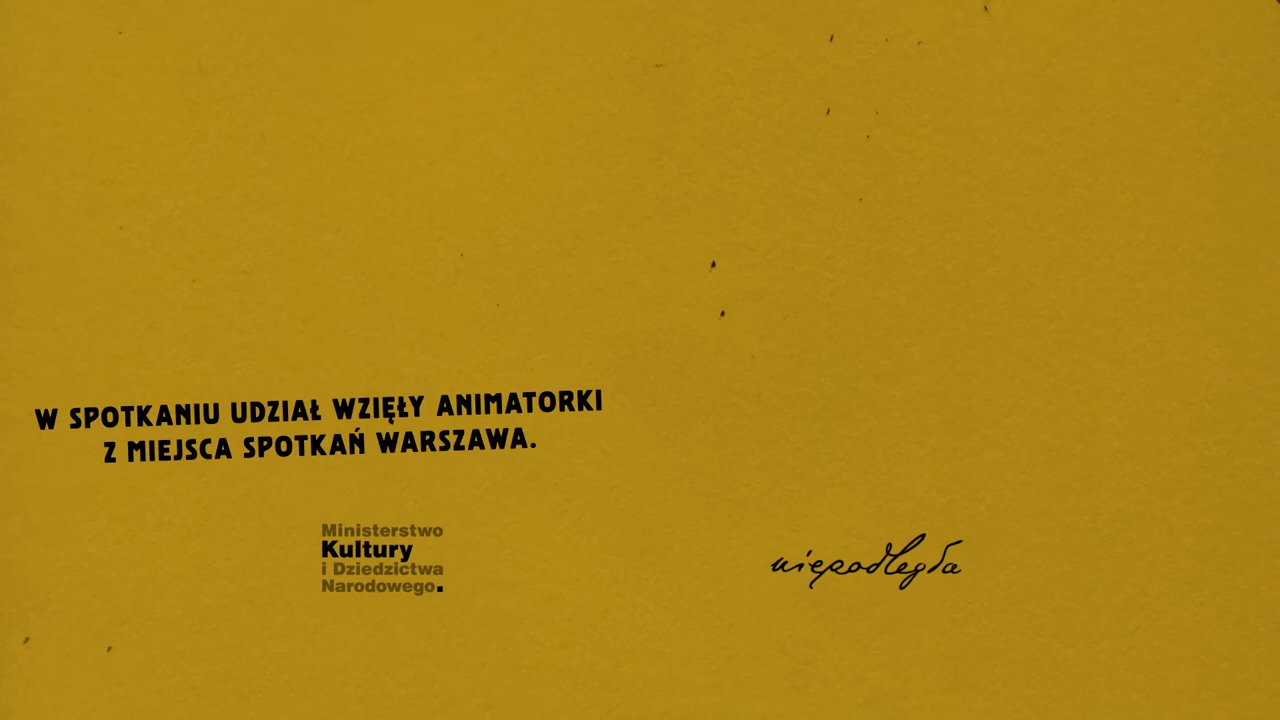 W SPOTKANIU UDZIAŁ WZIĘŁY ANIMATORKI
Z MIEJSCA SPOTKAŃ WARSZAWA.
Ministerstwo
Kultury
i Dziedzictwa
Narodowego.
niepodległa